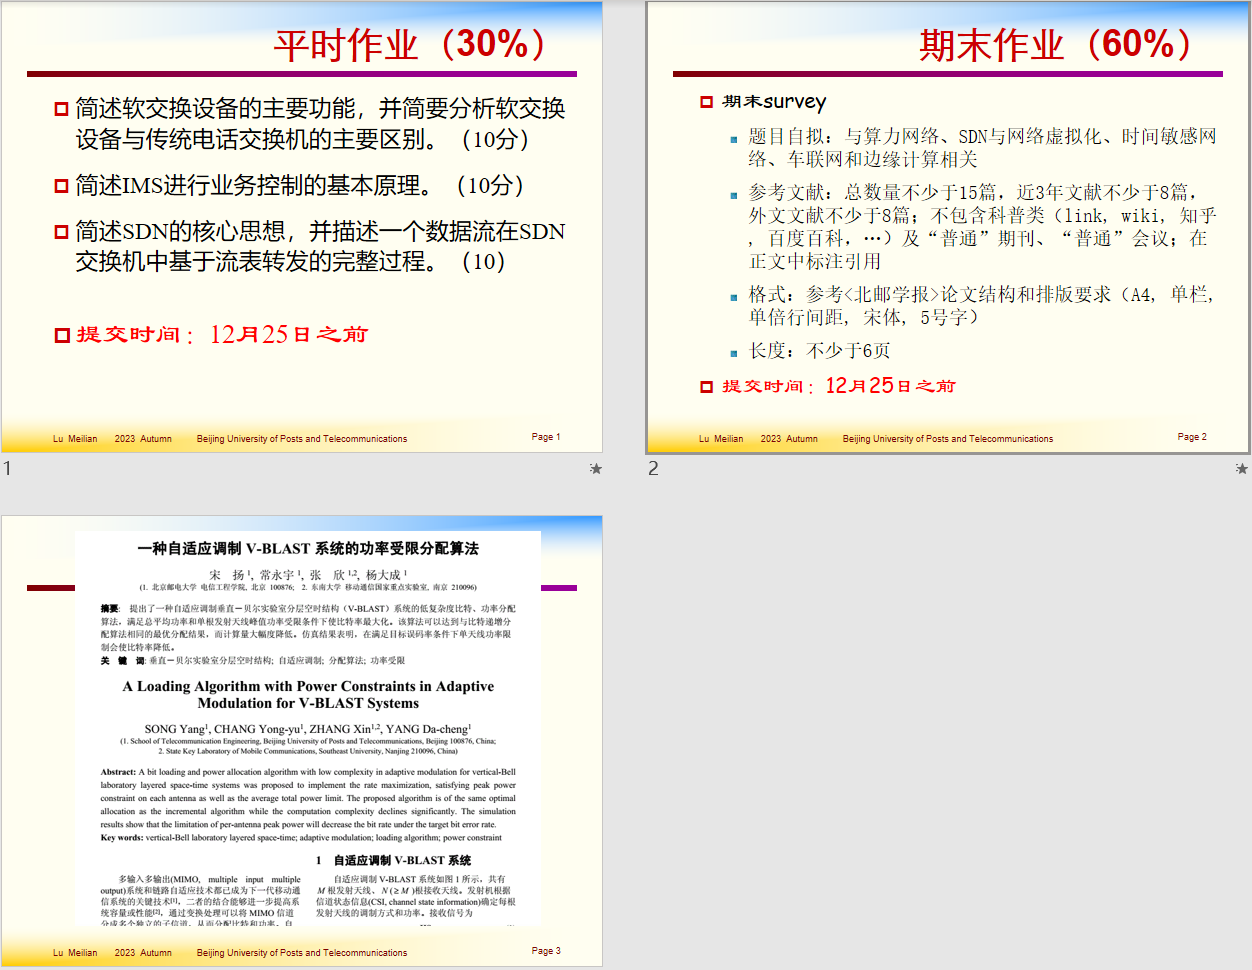 平时作业（30%）
简述软交换设备的主要功能，并简要分析软交换
设备与传统电话交换机的主要区别。（10分）
简述IMS进行业务控制的基本原理。（10分）
简述SDN的核心思想，并描述一个数据流在SDN
交换机中基于流表转发的完整过程。（10）
提交时间：12月25日之前
Lu Meilian 2023 Autumn Beijing University of Posts and Telecommunications Page 1
1
期末作业（60%）
期末survey
题目自拟：与算力网络、SDN与网络虚拟化、时间敏感网
络、车联网和边缘计算相关
参考文献：总数量不少于15篇，近3年文献不少于8篇，
外文文献不少于8篇；不包含科普类（link, wiki, 知乎
, 百度百科，…）及“普通”期刊、“普通”会议；在
正文中标注引用
格式：参考<北邮学报>论文结构和排版要求（A4, 单栏,
单倍行间距, 宋体, 5号字）
长度：不少于6页
提交时间：12月25日之前
Lu Meilian 2023 Autumn Beijing University of Posts and Telecommunications Page 2
2
一种自适应调制 V-BLAST 系统的功率受限分配算法
宋 扬1, 常永宇1, 张 欣1,2, 杨大成1
(1. 北京邮电大学 电信工程学院, 北京 100876; 2. 东南大学 移动通信国家重点实验室, 南京 210096)
摘要: 提出了一种自适应调制垂直－贝尔实验室分层空时结构（V-BLAST）系统的低复杂度比特、功率分配
算法，满足总平均功率和单根发射天线峰值功率受限条件下使比特率最大化。该算法可以达到与比特递增分
配算法相同的最优分配结果，而计算量大幅度降低。仿真结果表明，在满足目标误码率条件下单天线功率限
制会使比特率降低。
关 键 词: 垂直－贝尔实验室分层空时结构; 自适应调制; 分配算法; 功率受限
A Loading Algorithm with Power Constraints in Adaptive
Modulation for V-BLAST Systems
SONG Yang1, CHANG Yong-yu1, ZHANG Xin1,2, YANG Da-cheng1
(1. School of Telecommunication Engineering, Beijing University of Posts and Telecommunications, Beijing 100876, China;
2. State Key Laboratory of Mobile Communications, Southeast University, Nanjing 210096, China)
Abstract: A bit loading and power allocation algorithm with low complexity in adaptive modulation for vertical-Bell
laboratory layered space-time systems was proposed to implement the rate maximization, satisfying peak power
constraint on each antenna as well as the average total power limit. The proposed algorithm is of the same optimal
allocation as the incremental algorithm while the computation complexity declines significantly. The simulation
results show that the limitation of per-antenna peak power will decrease the bit rate under the target bit error rate.
Key words: vertical-Bell laboratory layered space-time; adaptive modulation; loading algorithm; power constraint
多输入多输出(MIMO, multiple input multiple
output)系统和链路自适应技术都已成为下一代移动通
信系统的关键技术[1]，二者的结合能够进一步提高系
统容量或性能[2]，通过变换处理可以将 MIMO 信道
分成多个独立的子信道，从而分配比特和功率。自
1 自适应调制 V-BLAST 系统
自适应调制 V-BLAST 系统如图 1 所示，共有
M 根发射天线、N (≥M )根接收天线。发射机根据
信道状态信息(CSI, channel state information)确定每根
发射天线的调制方式和功率。接收信号为
Lu Meilian 2023 Autumn Beijing University of Posts and Telecommunications Page 3